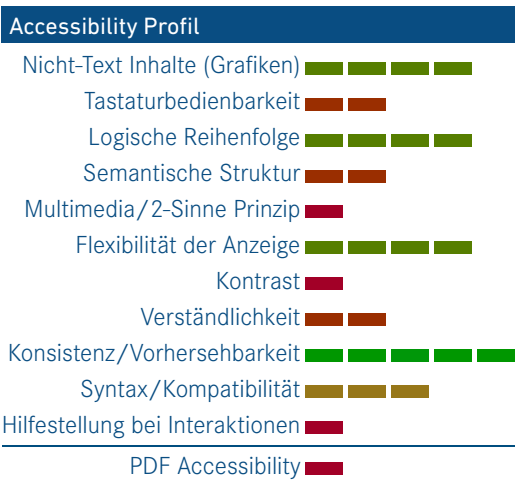 Accessibility Profil
Nicht-Text Inhalte (Grafiken)
Tastaturbedienbarkeit
Logische Reihenfolge
Semantische Struktur
Multimedia/2-Sinne Prinzip
Flexibilität der Anzeige
Kontrast
Verständlichkeit
Konsistenz/Vorhersehbarkeit
Syntax/Kompatibilität
Hilfestellung bei Interaktionen
PDF Accessibility